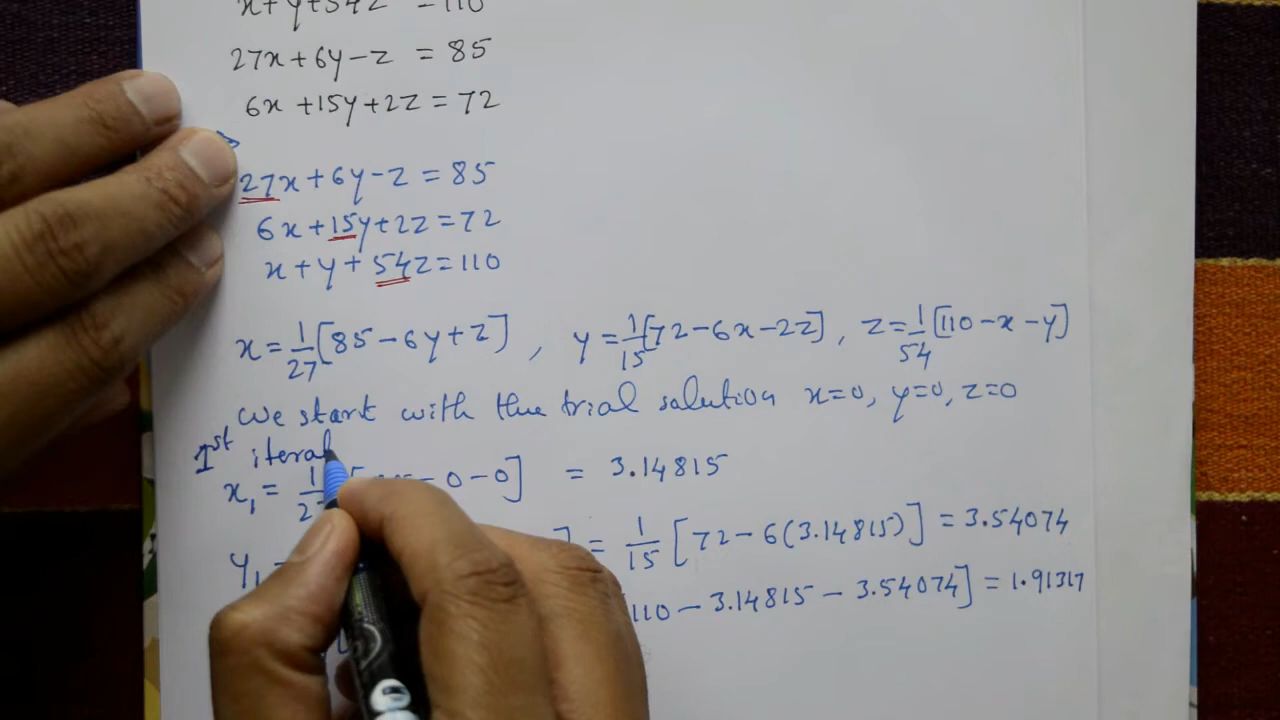 x+y+54z =110
27x+6y-z = 85
6x+15y+2z=72
27x+6y-z=85
6x+15y+2z=72
x+y+54z=110
x=1/27[85-6y+z], y=1/15[72-6x-2z], z=1/54[110-x-y]
We start with the trial solution x=0, y=0, z=0
1st
x₁= -0-0] = 3.14815
y₁ ] = 1/15[72-6(3.14815)] = 3.54074
110-3.14815-3.54074] = 1.91317